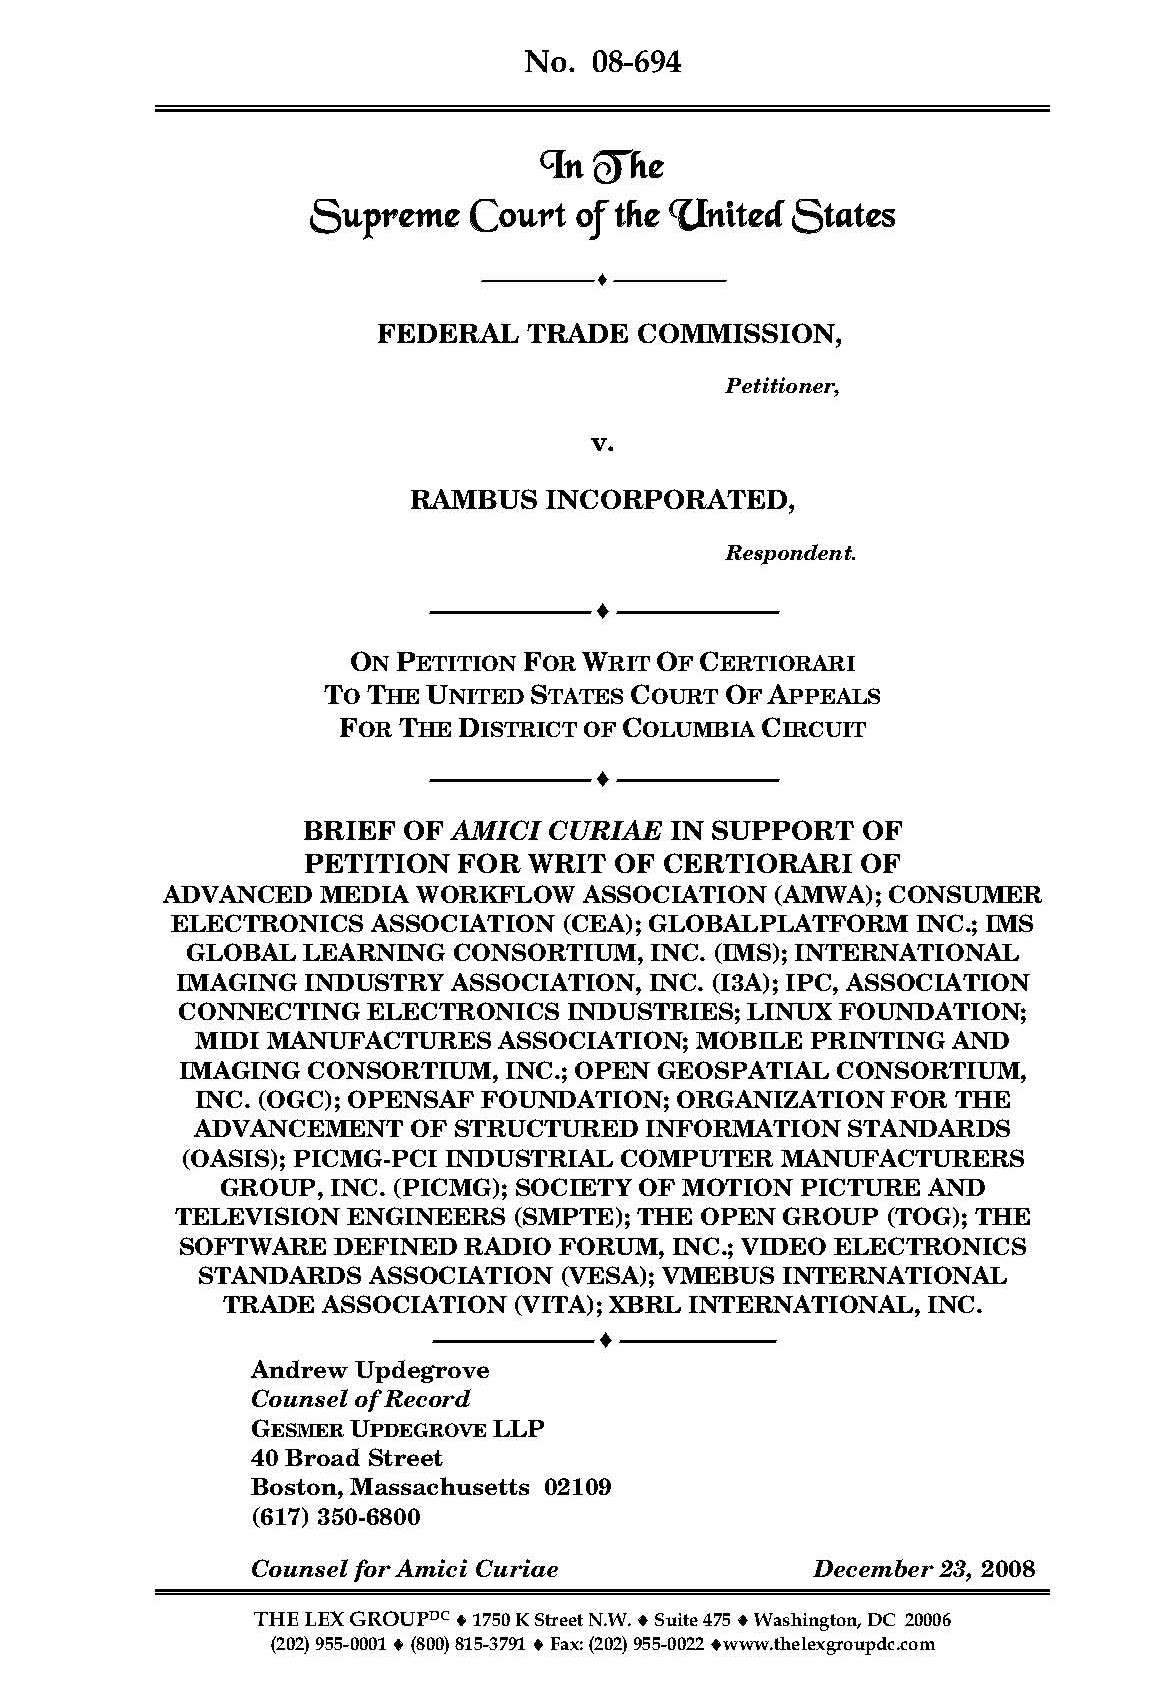 No. 08-694
In The
Supreme Court of the United States
FEDERAL TRADE COMMISSION,
Petitioner,
v.
RAMBUS INCORPORATED,
Respondent.
ON PETITION FOR WRIT OF CERTIORARI
TO THE UNITED STATES COURT OF APPEALS
FOR THE DISTRICT OF COLUMBIA CIRCUIT
BRIEF OF AMICI CURIAE IN SUPPORT OF
PETITION FOR WRIT OF CERTIORARI OF
ADVANCED MEDIA WORKFLOW ASSOCIATION (AMWA); CONSUMER
ELECTRONICS ASSOCIATION (CEA); GLOBALPLATFORM INC.; IMS
GLOBAL LEARNING CONSORTIUM, INC. (IMS); INTERNATIONAL
IMAGING INDUSTRY ASSOCIATION, INC. (I3A); IPC, ASSOCIATION
CONNECTING ELECTRONICS INDUSTRIES; LINUX FOUNDATION;
MIDI MANUFACTURES ASSOCIATION; MOBILE PRINTING AND
IMAGING CONSORTIUM, INC.; OPEN GEOSPATIAL CONSORTIUM,
INC. (OGC); OPENSAF FOUNDATION; ORGANIZATION FOR THE
ADVANCEMENT OF STRUCTURED INFORMATION STANDARDS
(OASIS); PICMG-PCI INDUSTRIAL COMPUTER MANUFACTURERS
GROUP, INC. (PICMG); SOCIETY OF MOTION PICTURE AND
TELEVISION ENGINEERS (SMPTE); THE OPEN GROUP (TOG); THE
SOFTWARE DEFINED RADIO FORUM, INC.; VIDEO ELECTRONICS
STANDARDS ASSOCIATION (VESA); VMEBUS INTERNATIONAL
TRADE ASSOCIATION (VITA); XBRL INTERNATIONAL, INC.
Andrew Updegrove
Counsel of Record
GESMER UPDEGROVE LLP
40 Broad Street
Boston, Massachusetts 02109
(617) 350-6800
Counsel for Amici Curiae December 23, 2008
THE LEX GROUPDC ♦ 1750 K Street N.W. ♦ Suite 475 ♦ Washington, DC 20006
(202) 955-0001 ♦ (800) 815-3791 ♦ Fax: (202) 955-0022 ♦www.thelexgroupdc.com